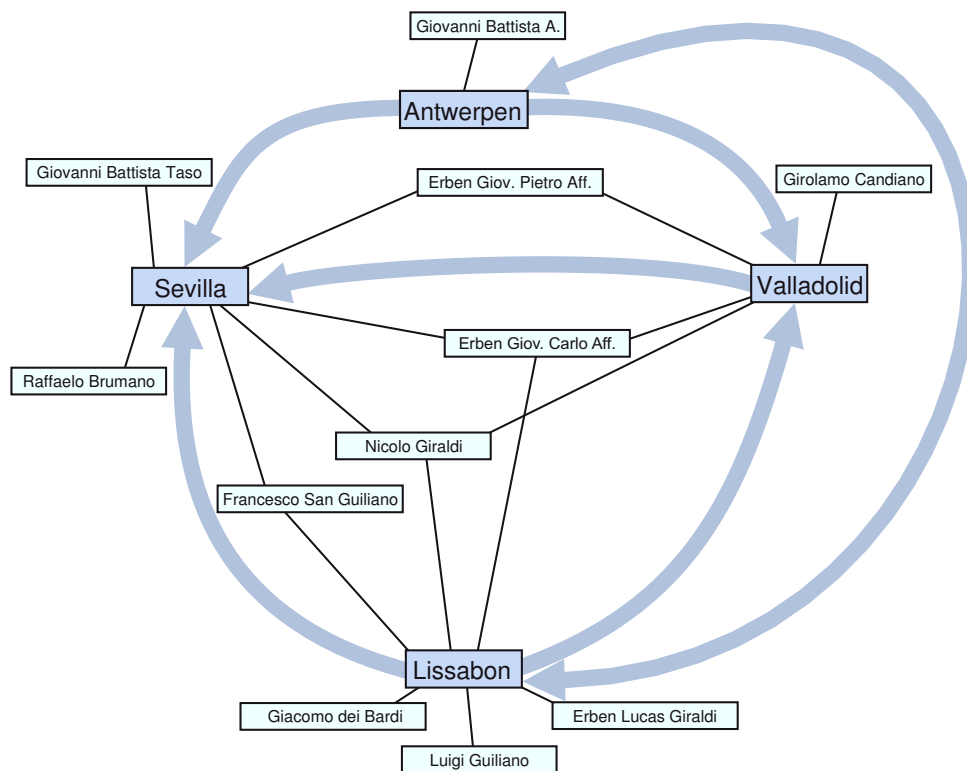 Giovanni Battista A.
Antwerpen
Giovanni Battista Taso
Erben Giov. Pietro Aff.
Girolamo Candiano
Sevilla
Valladolid
Erben Giov. Carlo Aff.
Raffaelo Brumano
Nicolo Giraldi
Francesco San Guiliano
Lissabon
Giacomo dei Bardi
Erben Lucas Giraldi
Luigi Guiliano